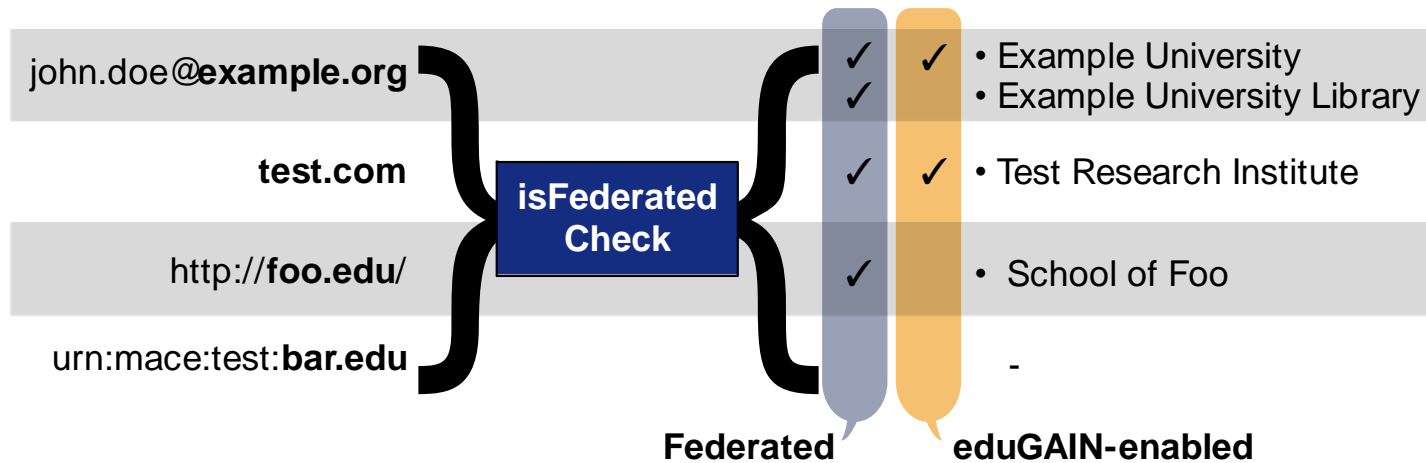 john.doe@example.org
test.com
http://foo.edu/
urn:mace:test:bar.edu
isFederated
Check
✓ ✓ • Example University
✓ • Example University Library
✓ ✓ • Test Research Institute
✓ • School of Foo
-
Federated
eduGAIN-enabled